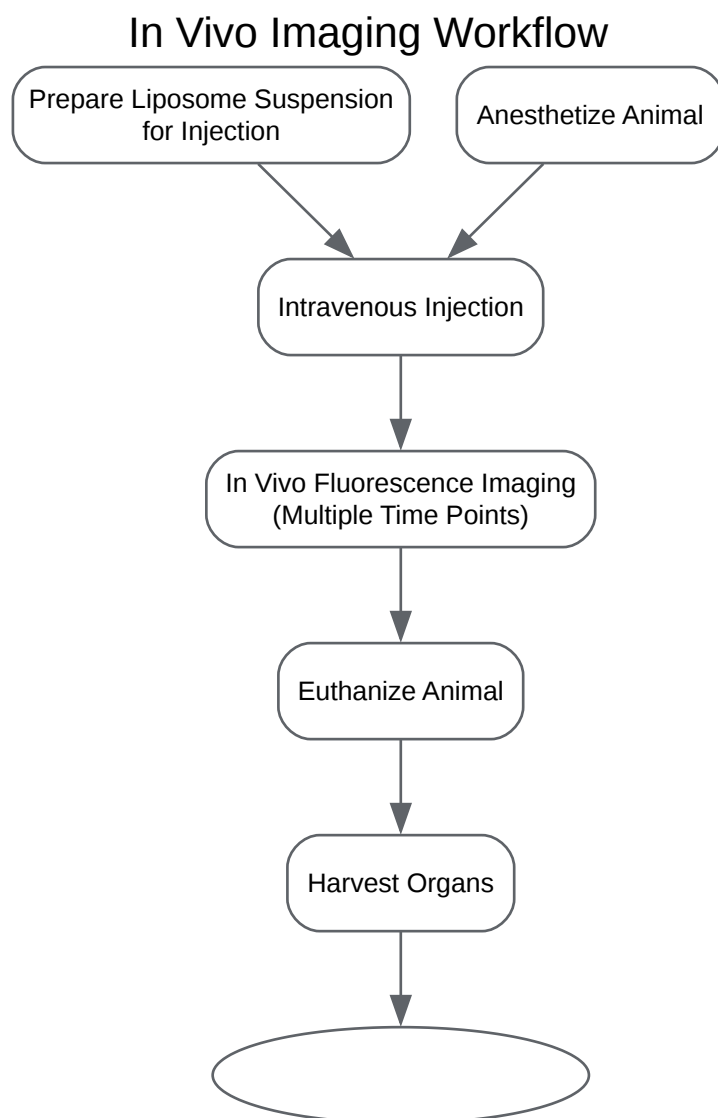 In Vivo Imaging Workflow
Prepare Liposome Suspension
for Injection
Anesthetize Animal
Intravenous Injection
In Vivo Fluorescence Imaging
(Multiple Time Points)
Euthanize Animal
Harvest Organs